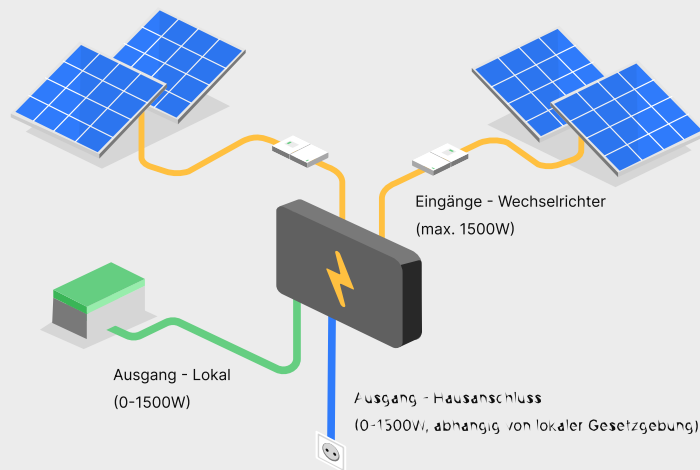 Eingänge - Wechselrichter
(max. 1500W)
Ausgang - Lokal
(0-1500W)
Ausgang - Hausanschluss
(0-1500W, abhängig von lokaler Gesetzgebung)